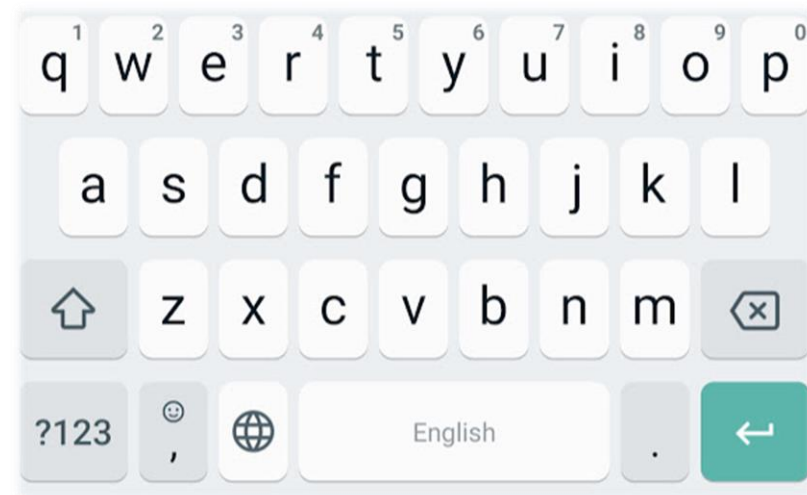 q 1 w 2 e 3 r 4 t 5 y 6 u 7 i 8 o 9 p 0
a s d f g h j k l
z x c v b n m
?123 , English .